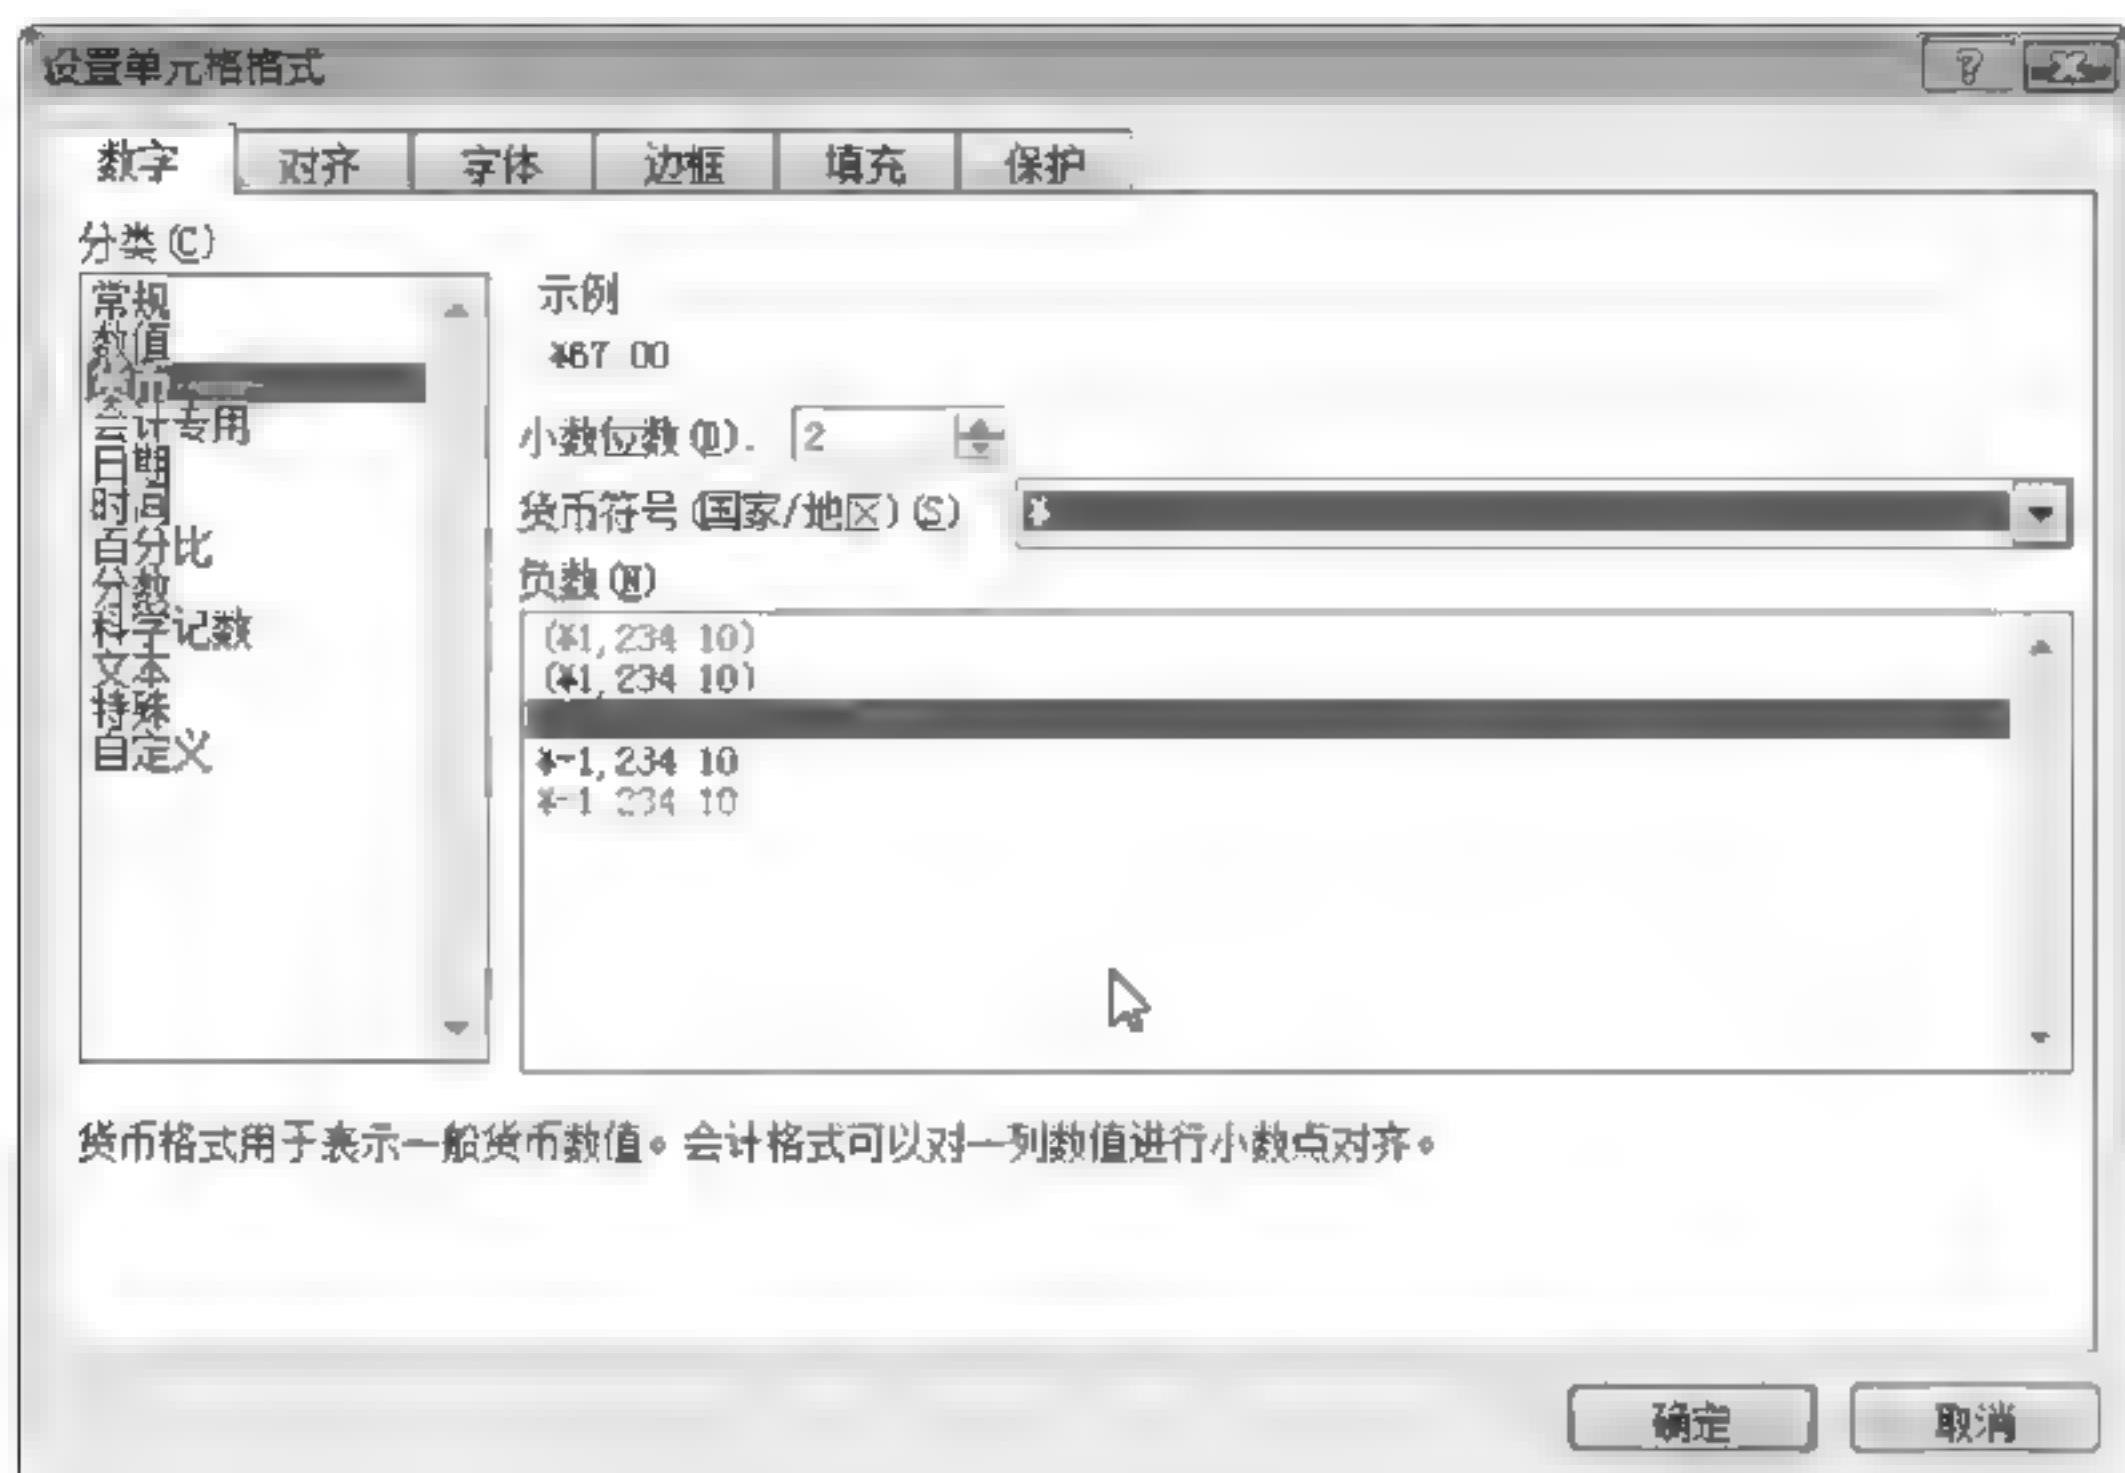 设置单元格格式
数字 对齐 字体 边框 填充 保护
分类(C)
常规
数值
货币
会计专用
日期
时间
百分比
分数
科学记数
文本
特殊
自定义
示例
¥67 00
小数位数(D). 2
货币符号(国家/地区)(S) ¥
负数(N)
(¥1,234 10)
(¥1,234 10)
¥-1,234 10
¥-1 234 10
货币格式用于表示一般货币数值。会计格式可以对一列数值进行小数点对齐。
确定 取消